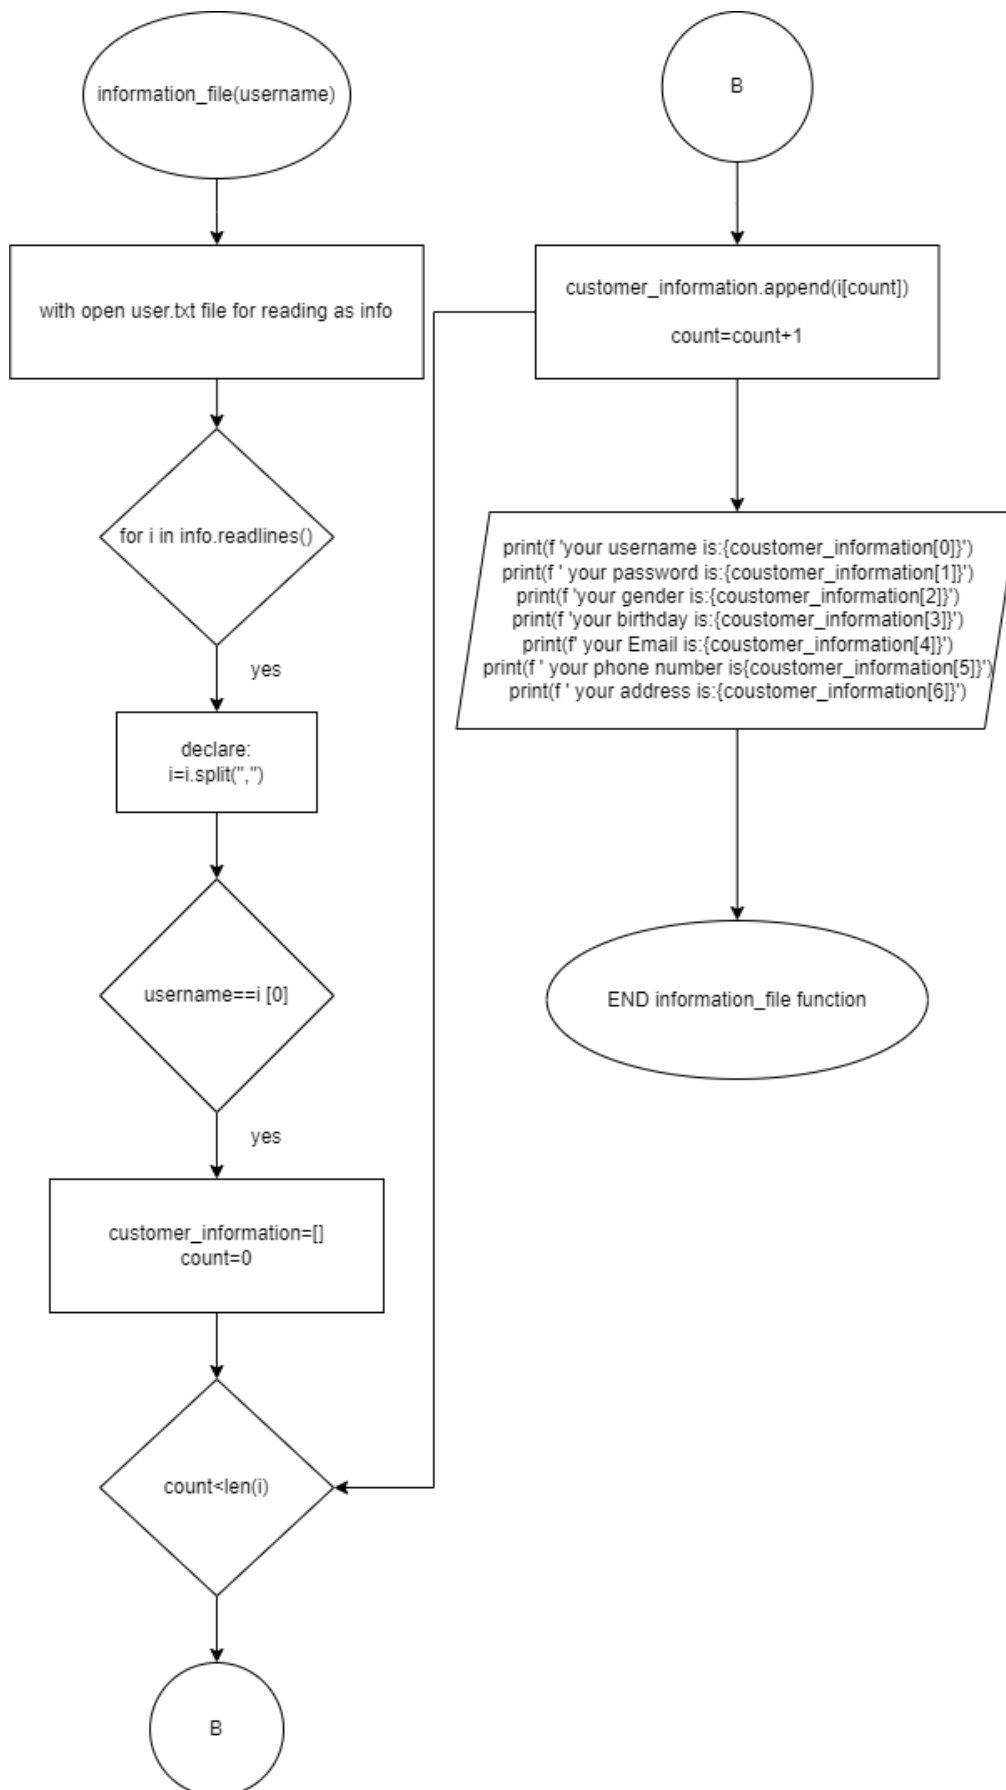 information_file(username)
with open user.txt file for reading as info
for i in info.readlines()
yes
declare:
i=i.split(",")
username==i [0]
yes
customer_information=[]
count=0
count<len(i)
B
B
customer_information.append(i[count])
count=count+1
print(f 'your username is:{coustomer_information[0]}')
print(f ' your password is:{coustomer_information[1]}')
print(f 'your gender is:{coustomer_information[2]}')
print(f 'your birthday is:{coustomer_information[3]}')
print(f' your Email is:{coustomer_information[4]}')
print(f ' your phone number is{coustomer_information[5]}')
print(f ' your address is:{coustomer_information[6]}')
END information_file function